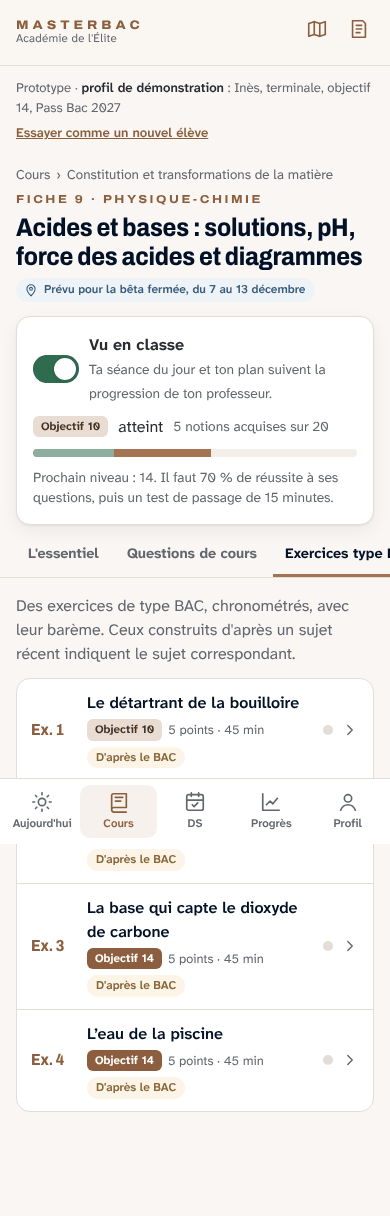 MASTERBAC
Académie de l'Élite
Prototype · profil de démonstration : Inès, terminale, objectif
14, Pass Bac 2027
Essayer comme un nouvel élève
Cours › Constitution et transformations de la matière
FICHE 9 · PHYSIQUE-CHIMIE
Acides et bases : solutions, pH,
force des acides et diagrammes
Prévu pour la bêta fermée, du 7 au 13 décembre
Vu en classe
Ta séance du jour et ton plan suivent la
progression de ton professeur.
Objectif 10 atteint 5 notions acquises sur 20
Prochain niveau : 14. Il faut 70 % de réussite à ses
questions, puis un test de passage de 15 minutes.
L'essentiel Questions de cours Exercices type
Des exercices de type BAC, chronométrés, avec
leur barème. Ceux construits d'après un sujet
récent indiquent le sujet correspondant.
Le détartrant de la bouilloire
Ex. 1 Objectif 10 5 points · 45 min
D'après le BAC
Aujourd'hui Cours DS Progrès Profil
D'après le BAC
La base qui capte le dioxyde
de carbone
Ex. 3 Objectif 14 5 points · 45 min
D'après le BAC
L'eau de la piscine
Ex. 4 Objectif 14 5 points · 45 min
D'après le BAC